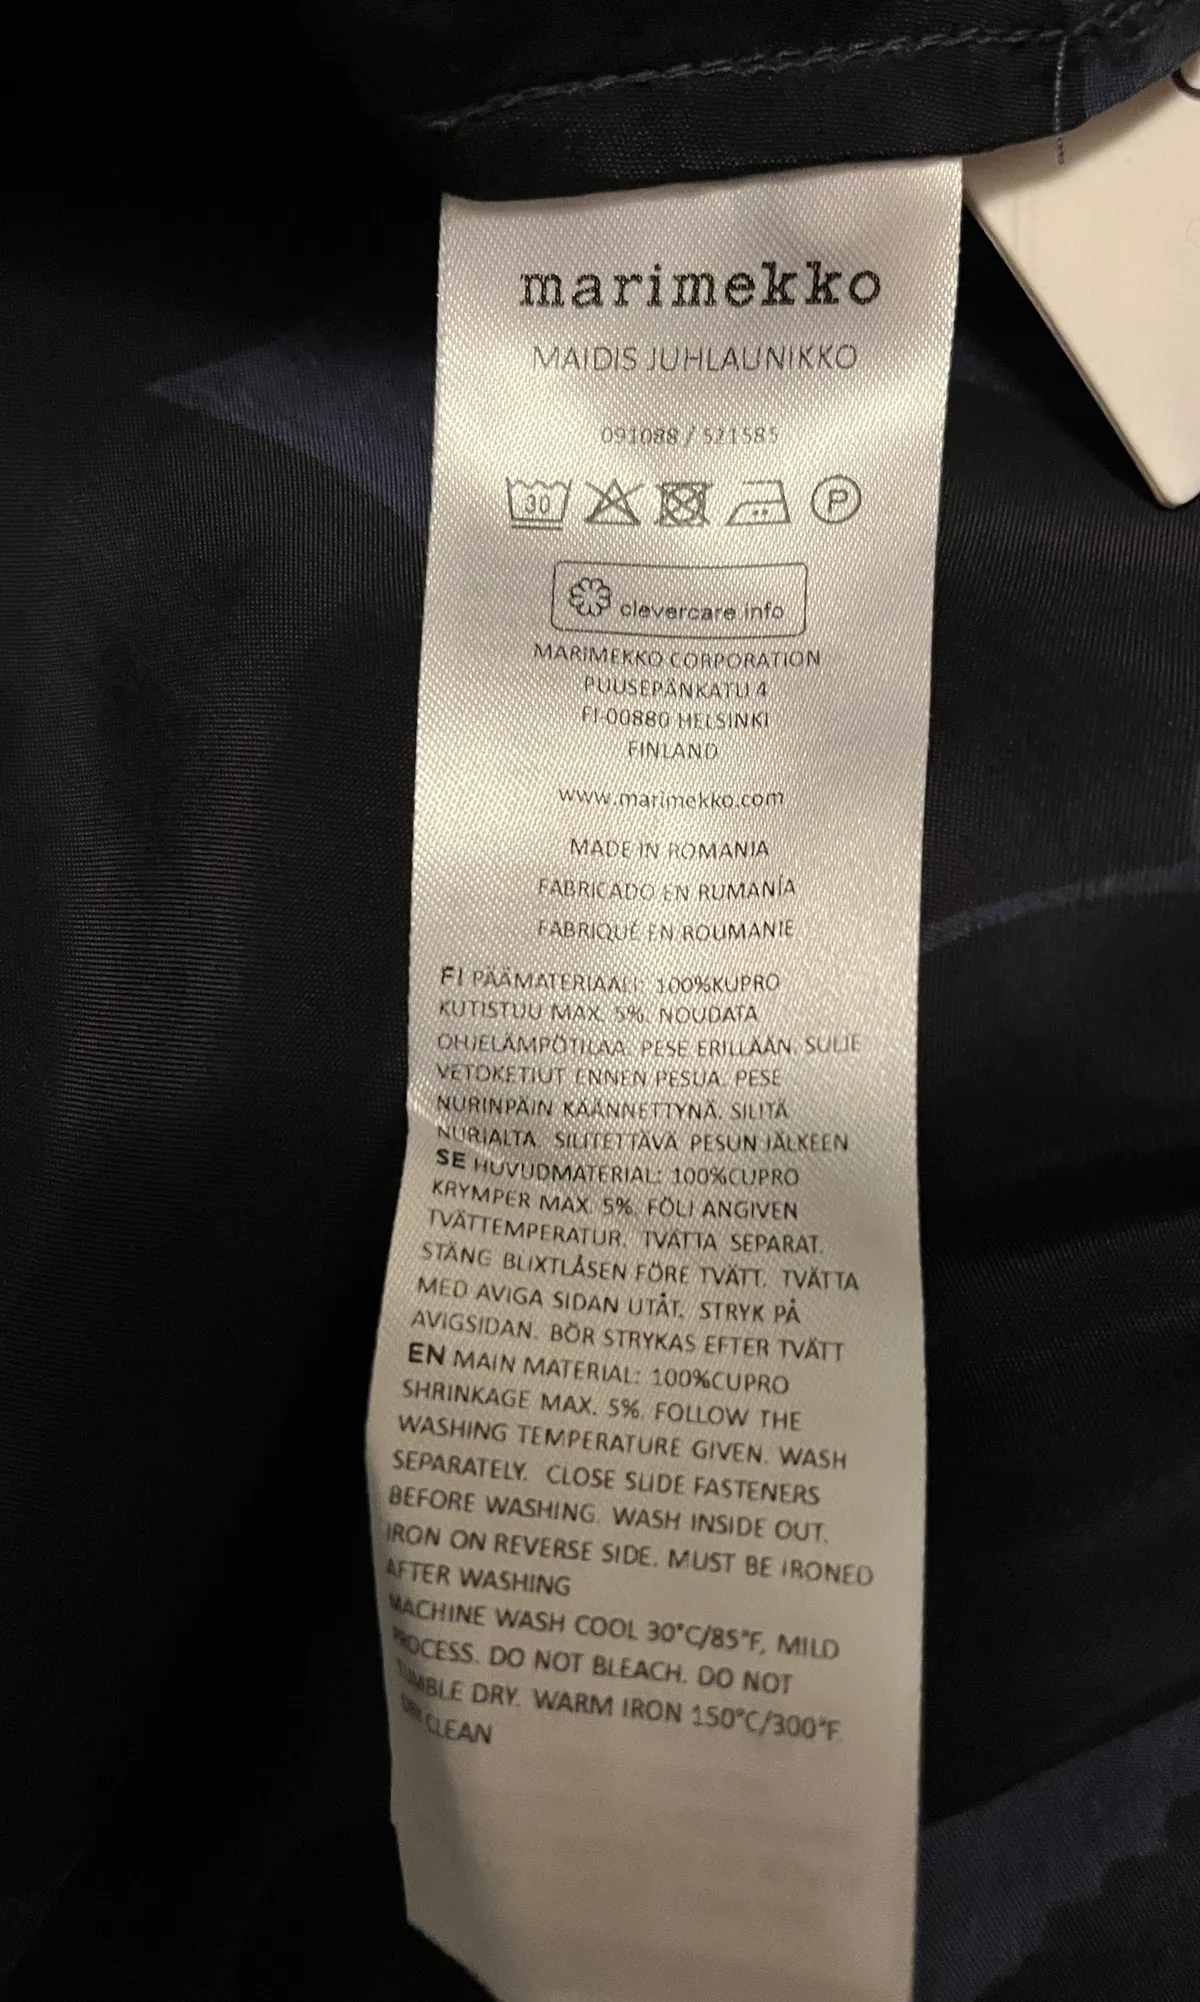 marimekko
MAIDIS JUHLAUNIKKO
091088 / 521585
30 P
clevercare.info
MARIMEKKO CORPORATION
PUUSEPÄNKATU 4
FI-00880 HELSINKI
FINLAND
www.marimekko.com
MADE IN ROMANIA
FABRICADO EN RUMANÍA
FABRIQUÉ EN ROUMANIE
FI PÄÄMATERIAALI: 100%KUPRO
KUTISTUU MAX. 5%. NOUDATA
OHJELÄMPÖTILAA. PESE ERILLÄÄN. SULJE
VETOKETJUT ENNEN PESUA. PESE
NURINPÄIN KÄÄNNETTYNÄ. SILITÄ
NURJALTA. SILITETTÄVÄ PESUN JÄLKEEN
SE HUVUDMATERIAL: 100%CUPRO
KRYMPER MAX. 5%. FÖLJ ANGIVEN
TVÄTTEMPERATUR. TVÄTTA SEPARAT.
STÄNG BLIXTLÅSEN FÖRE TVÄTT. TVÄTTA
MED AVIGA SIDAN UTÅT. STRYK PÅ
AVIGSIDAN. BÖR STRYKAS EFTER TVÄTT
EN MAIN MATERIAL: 100%CUPRO
SHRINKAGE MAX. 5%. FOLLOW THE
WASHING TEMPERATURE GIVEN. WASH
SEPARATELY. CLOSE SLIDE FASTENERS
BEFORE WASHING. WASH INSIDE OUT.
IRON ON REVERSE SIDE. MUST BE IRONED
AFTER WASHING
MACHINE WASH COOL 30°C/85°F, MILD
PROCESS. DO NOT BLEACH. DO NOT
TUMBLE DRY. WARM IRON 150°C/300°F.
DRY CLEAN